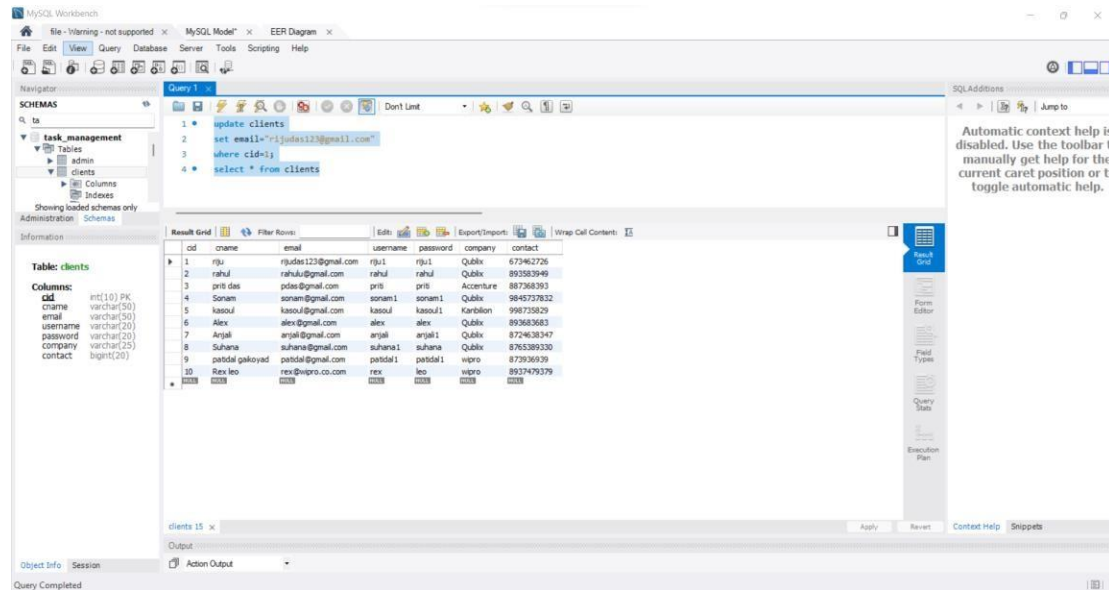 MySQL Workbench
file - Warning - not supported × MySQL Model* × EER Diagram ×
File Edit View Query Database Server Tools Scripting Help
Navigator
SCHEMAS
ta
task_management
Tables
admin
clients
Columns
Indexes
Showing loaded schemas only
Administration Schemas
Information
Table: clients
Columns:
cid int(10) PK
cname varchar(50)
email varchar(50)
username varchar(20)
password varchar(20)
company varchar(25)
contact bigint(20)
Object Info Session
Query Completed
Query 1 ×
Don't Limit
1 update clients
2 set email="rijudas123@gmail.com"
3 where cid=1;
4 select * from clients
Result Grid Filter Rows: Edit: Export/Import: Wrap Cell Content:
cid cname email username password company contact
1 riju rijudas123@gmail.com riju1 riju1 Qublix 673462726
2 rahul rahulu@gmail.com rahul rahul Qublix 893583949
3 priti das pdas@gmail.com priti priti Accenture 887368393
4 Sonam sonam@gmail.com sonam1 sonam1 Qublix 9845737832
5 kasoul kasoul@gmail.com kasoul kasoul1 Kanbilion 998735829
6 Alex alex@gmail.com alex alex Qublix 893683683
7 Anjali anjali@gmail.com anjali anjali1 Qublix 8724638347
8 Suhana suhana@gmail.com suhana1 suhana Qublix 8765389330
9 patidal gaikoyad patidal@gmail.com patidal1 patidal1 wipro 873936939
10 Rex leo rex@wipro.co.com rex leo wipro 8937479379
NULL NULL NULL NULL NULL NULL NULL
Result Grid
Form Editor
Field Types
Query Stats
Execution Plan
clients 15 × Apply Revert
Output
Action Output
SQLAdditions
Jump to
Automatic context help is
disabled. Use the toolbar t
manually get help for the
current caret position or t
toggle automatic help.
Context Help Snippets